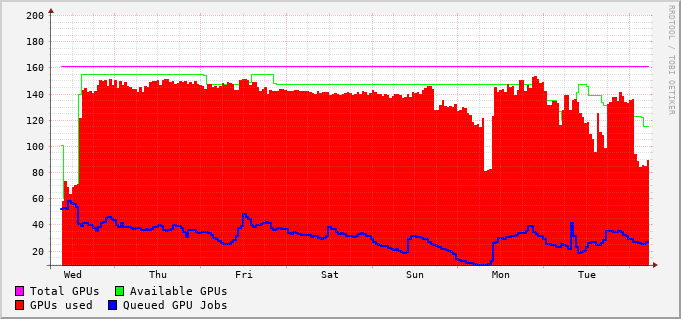 200
180
160
140
120
100
80
60
40
20
Wed Thu Fri Sat Sun Mon Tue
Total GPUs Available GPUs
GPUs used Queued GPU Jobs
RRDTOOL / TOBI OETIKER